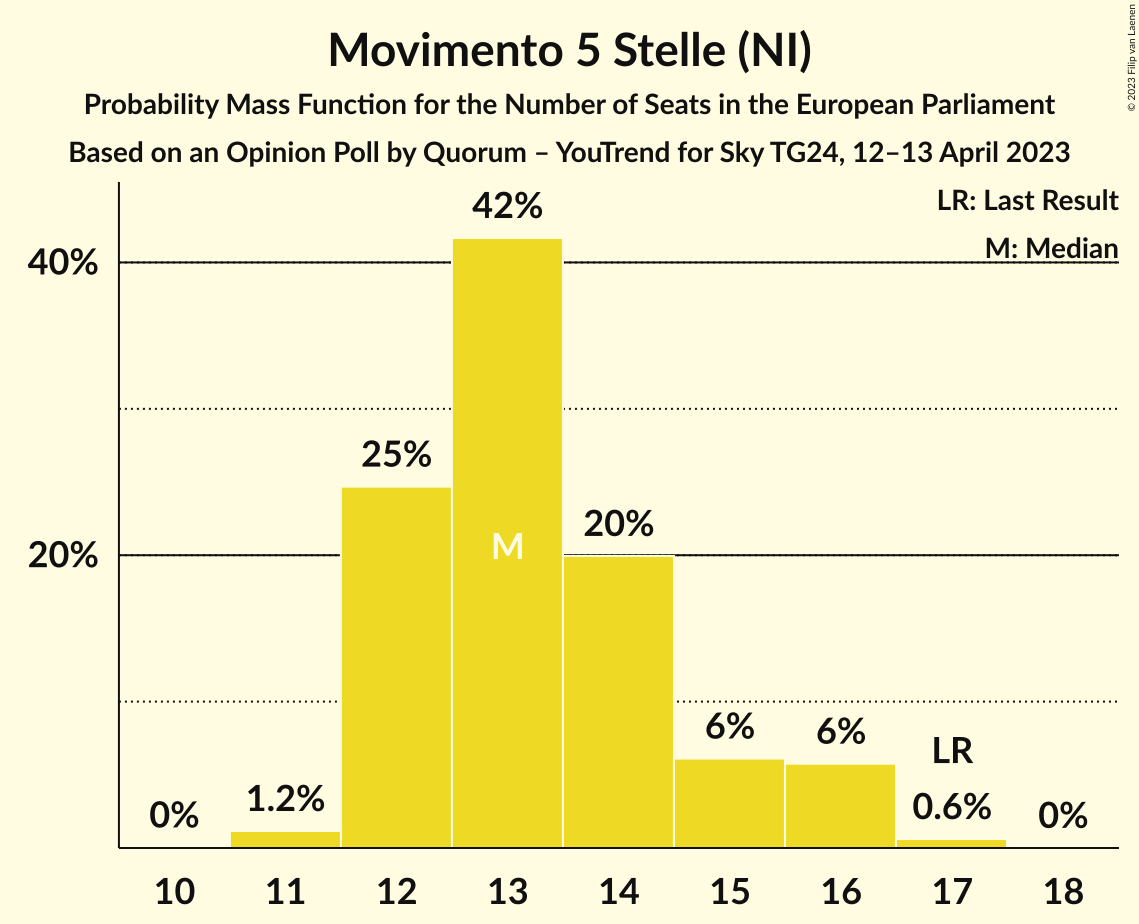 Movimento 5 Stelle (NI)
Probability Mass Function for the Number of Seats in the European Parliament
Based on an Opinion Poll by Quorum – YouTrend for Sky TG24, 12–13 April 2023
© 2023 Filip van Laenen
LR: Last Result
M: Median
40%
20%
0%
1.2%
25%
42%
M
20%
6%
6%
LR
0.6%
0%
10 11 12 13 14 15 16 17 18